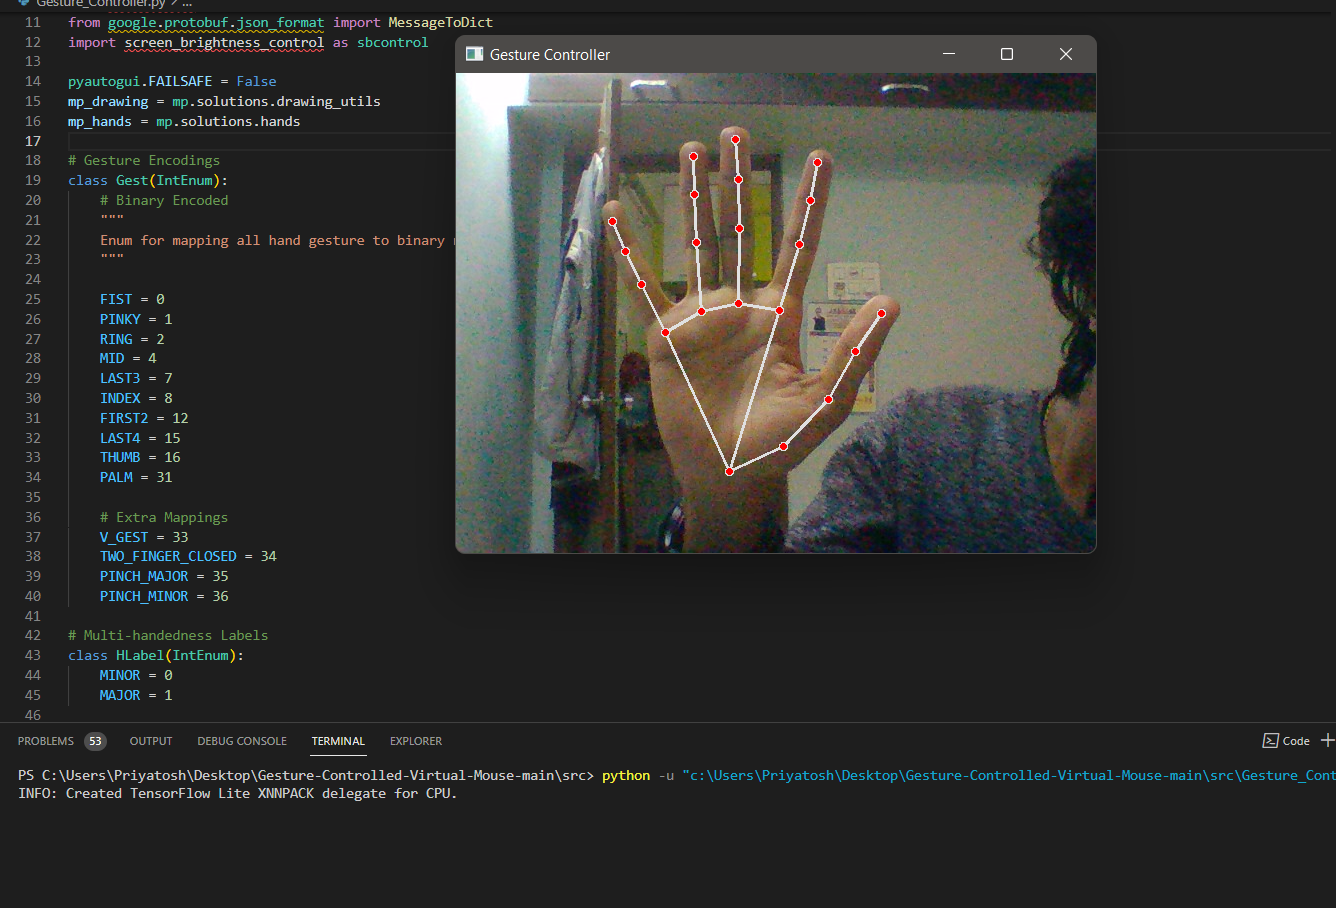 Gesture_Controller.py > ...
11 from google.protobuf.json_format import MessageToDict
12 import screen_brightness_control as sbcontrol
13
14 pyautogui.FAILSAFE = False
15 mp_drawing = mp.solutions.drawing_utils
16 mp_hands = mp.solutions.hands
17
18 # Gesture Encodings
19 class Gest(IntEnum):
20 # Binary Encoded
21 """
22 Enum for mapping all hand gesture to binary
23 """
24
25 FIST = 0
26 PINKY = 1
27 RING = 2
28 MID = 4
29 LAST3 = 7
30 INDEX = 8
31 FIRST2 = 12
32 LAST4 = 15
33 THUMB = 16
34 PALM = 31
35
36 # Extra Mappings
37 V_GEST = 33
38 TWO_FINGER_CLOSED = 34
39 PINCH_MAJOR = 35
40 PINCH_MINOR = 36
41
42 # Multi-handedness Labels
43 class HLabel(IntEnum):
44 MINOR = 0
45 MAJOR = 1
46
Gesture Controller
PROBLEMS 53 OUTPUT DEBUG CONSOLE TERMINAL EXPLORER Code
PS C:\Users\Priyatosh\Desktop\Gesture-Controlled-Virtual-Mouse-main\src> python -u "c:\Users\Priyatosh\Desktop\Gesture-Controlled-Virtual-Mouse-main\src\Gesture_Cont
INFO: Created TensorFlow Lite XNNPACK delegate for CPU.